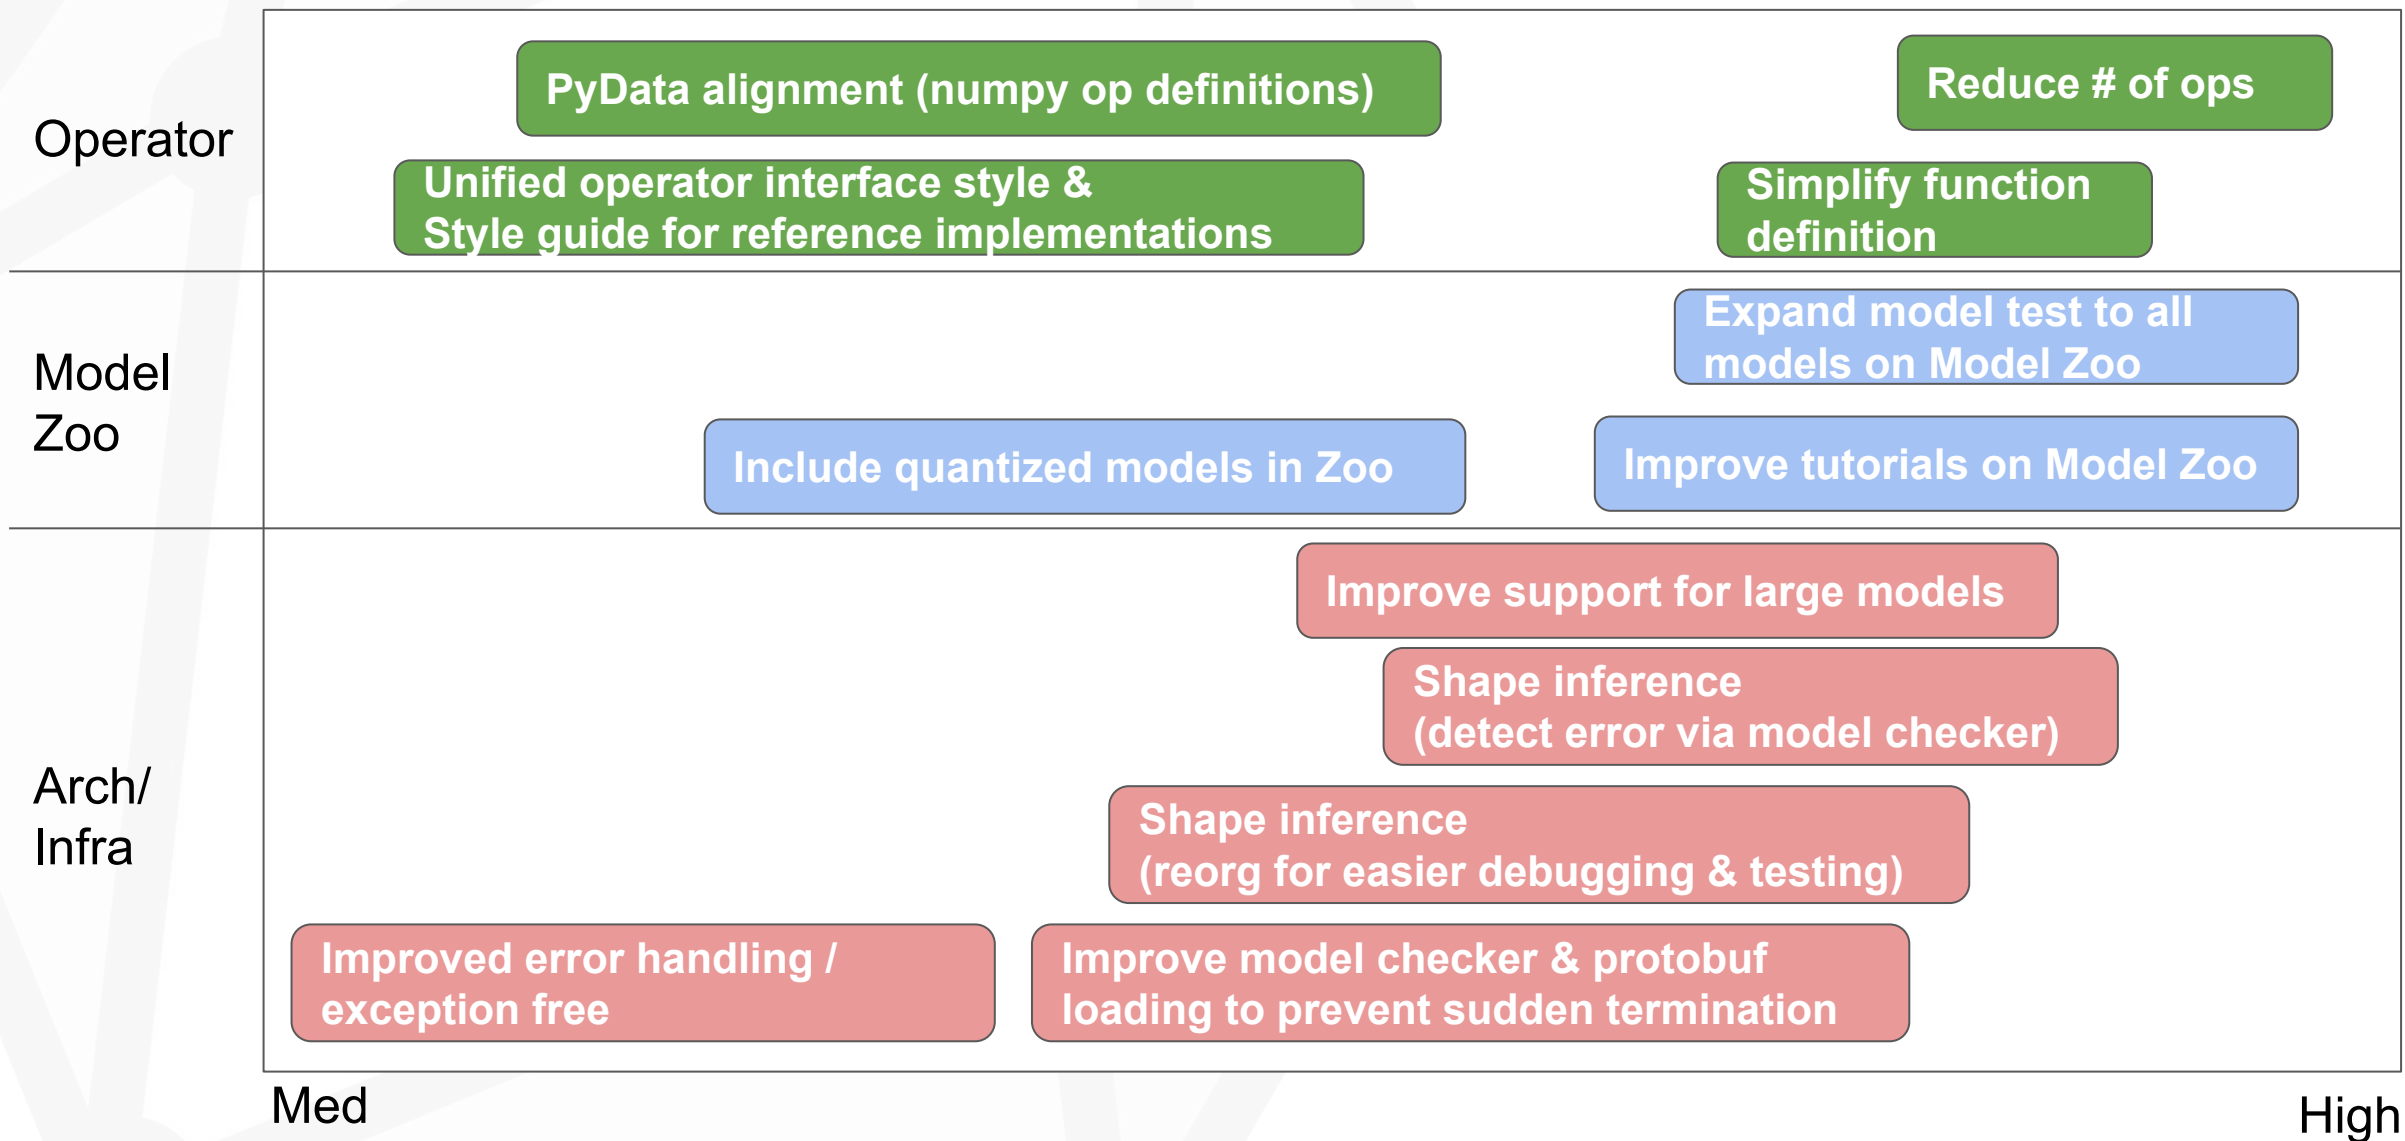 Operator
PyData alignment (numpy op definitions)
Reduce # of ops
Unified operator interface style &
Style guide for reference implementations
Simplify function
definition
Model
Zoo
Expand model test to all
models on Model Zoo
Include quantized models in Zoo
Improve tutorials on Model Zoo
Arch/
Infra
Improve support for large models
Shape inference
(detect error via model checker)
Shape inference
(reorg for easier debugging & testing)
Improved error handling /
exception free
Improve model checker & protobuf
loading to prevent sudden termination
Med
High